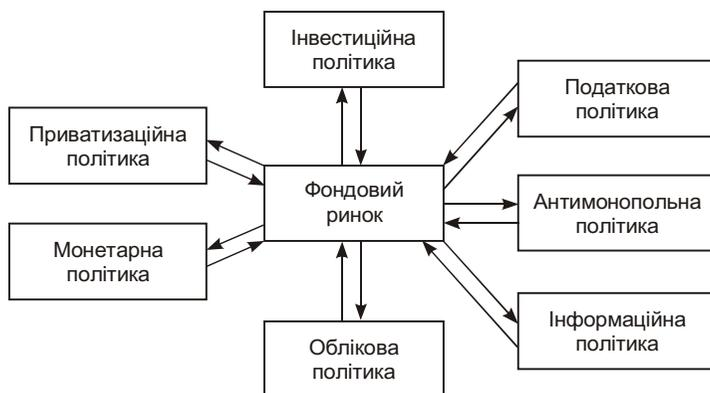 Інвестиційна
політика
Податкова
політика
Приватизаційна
політика
Фондовий
ринок
Антимонопольна
політика
Монетарна
політика
Інформаційна
політика
Облікова
політика